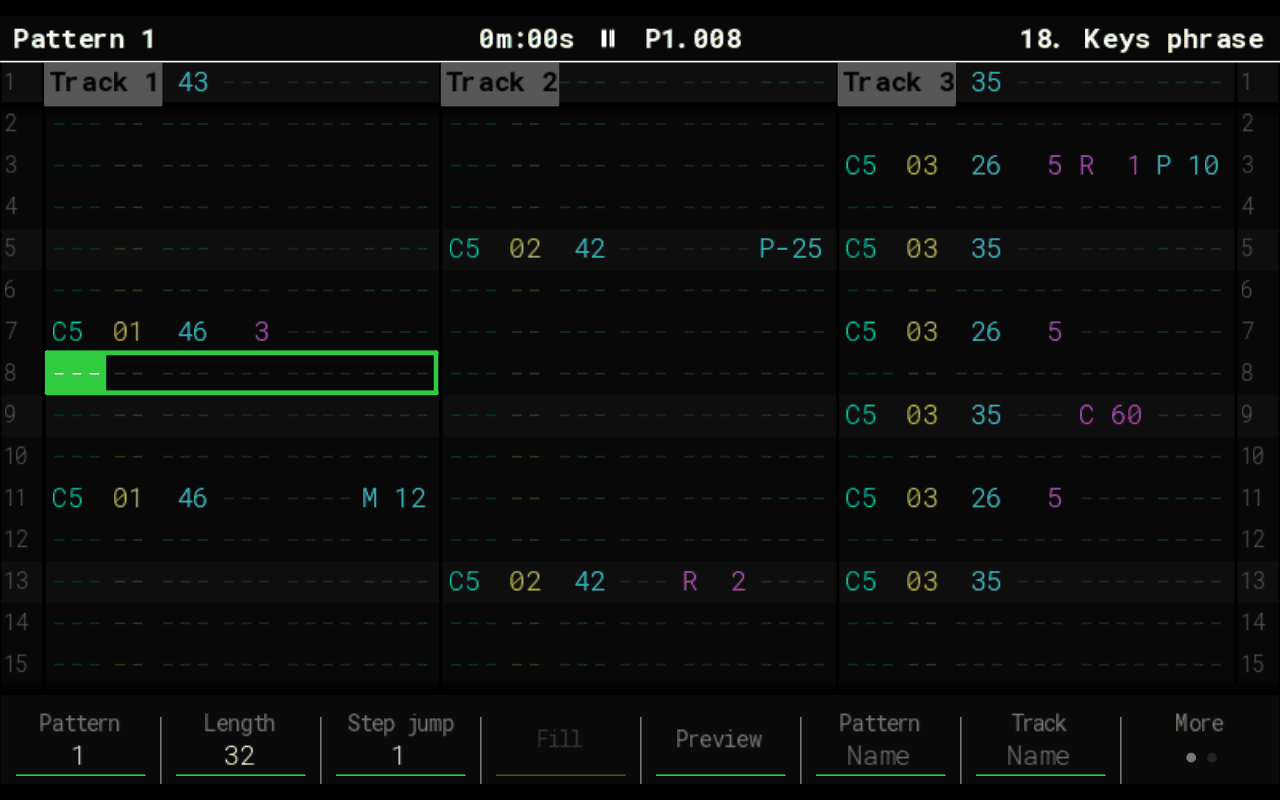 Pattern 1 0m:00s P1.008 18. Keys phrase
1 Track 1 43 --- --- ---- Track 2 --- --- --- ---- Track 3 35 --- --- ---- 1
2 --- -- --- --- --- ---- --- -- --- --- --- ---- --- -- --- --- --- ---- 2
3 --- -- --- --- --- ---- --- -- --- --- --- ---- C5 03 26 5 R 1 P 10 3
4 --- -- --- --- --- ---- --- -- --- --- --- ---- --- -- --- --- --- ---- 4
5 --- -- --- --- --- ---- C5 02 42 --- --- P-25 C5 03 35 --- --- ---- 5
6 --- -- --- --- --- ---- --- -- --- --- --- ---- --- -- --- --- --- ---- 6
7 C5 01 46 3 --- ---- --- -- --- --- --- ---- C5 03 26 5 --- ---- 7
8 --- -- --- --- --- ---- --- -- --- --- --- ---- --- -- --- --- --- ---- 8
9 --- -- --- --- --- ---- --- -- --- --- --- ---- C5 03 35 --- C 60 ---- 9
10 --- -- --- --- --- ---- --- -- --- --- --- ---- --- -- --- --- --- ---- 10
11 C5 01 46 --- --- M 12 --- -- --- --- --- ---- C5 03 26 5 --- ---- 11
12 --- -- --- --- --- ---- --- -- --- --- --- ---- --- -- --- --- --- ---- 12
13 --- -- --- --- --- ---- C5 02 42 --- R 2 ---- C5 03 35 --- --- ---- 13
14 --- -- --- --- --- ---- --- -- --- --- --- ---- --- -- --- --- --- ---- 14
15 --- -- --- --- --- ---- --- -- --- --- --- ---- --- -- --- --- --- ---- 15
Pattern Length Step jump Fill Preview Pattern Track More
1 32 1 Name Name